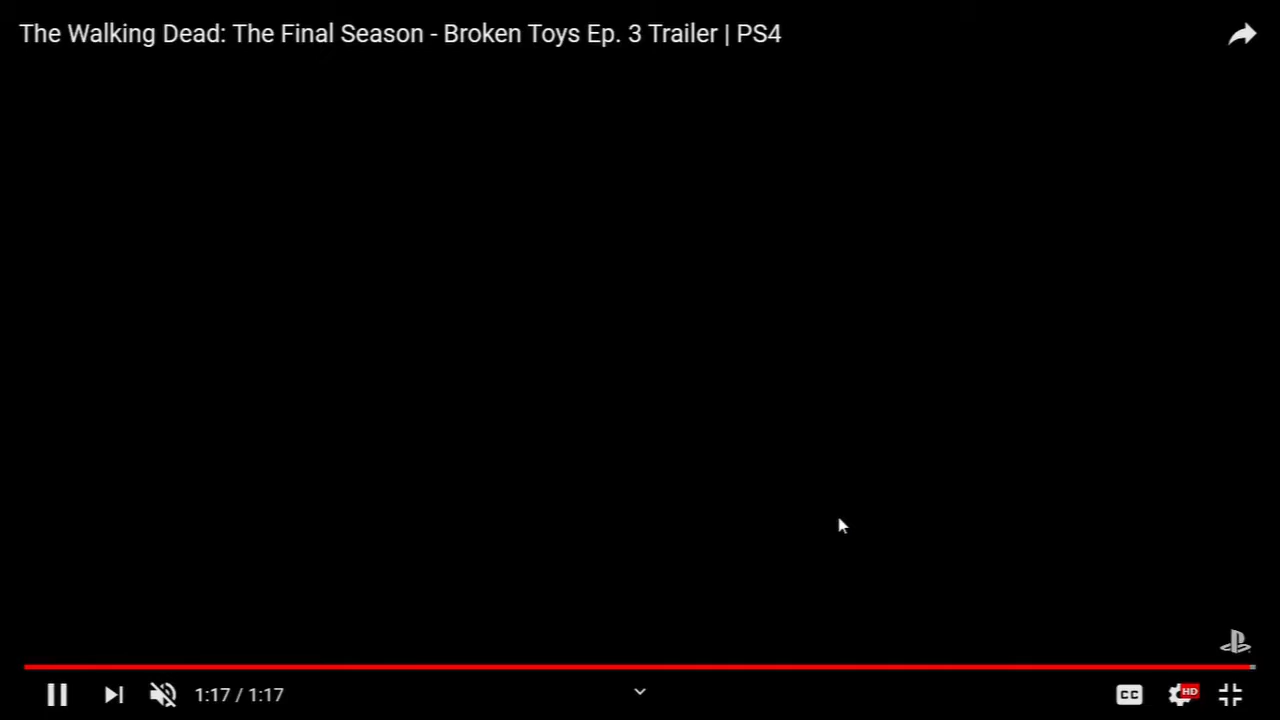 The Walking Dead: The Final Season - Broken Toys Ep. 3 Trailer | PS4
1:17 / 1:17
CC
HD